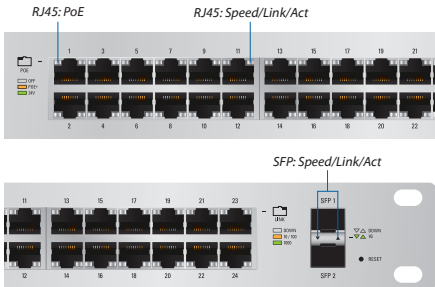 RJ45: PoE RJ45: Speed/Link/Act
1 3 5 7 9 11 13 15 17 19 21
POE
OFF
POE+
24V
2 4 6 8 10 12 14 16 18 20 22
SFP: Speed/Link/Act
11 13 15 17 19 21 23 SFP 1
LINK
DOWN
10 / 100
1000
DOWN
1G
RESET
12 14 16 18 20 22 24 SFP 2